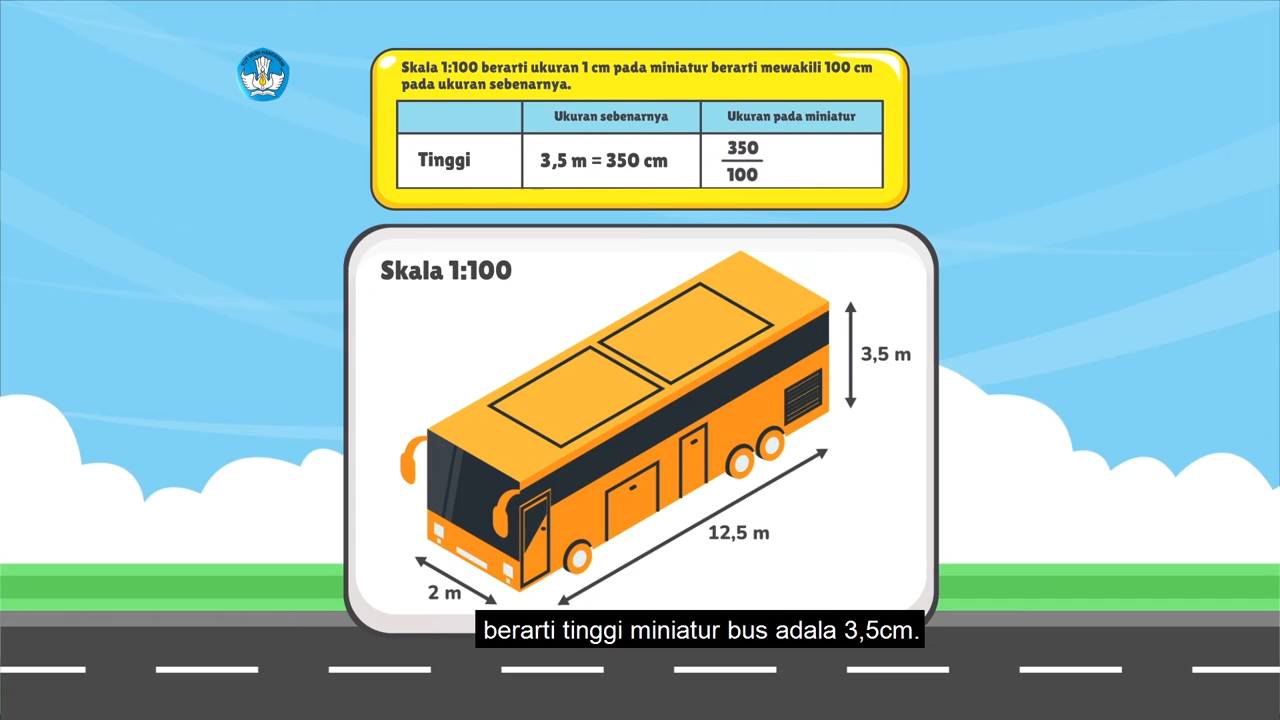 Skala 1:100 berarti ukuran 1 cm pada miniatur berarti mewakili 100 cm
pada ukuran sebenarnya.
Ukuran sebenarnya
Ukuran pada miniatur
Tinggi
3,5 m = 350 cm
350
100
Skala 1:100
3,5 m
12,5 m
2 m
berarti tinggi miniatur bus adala 3,5cm.